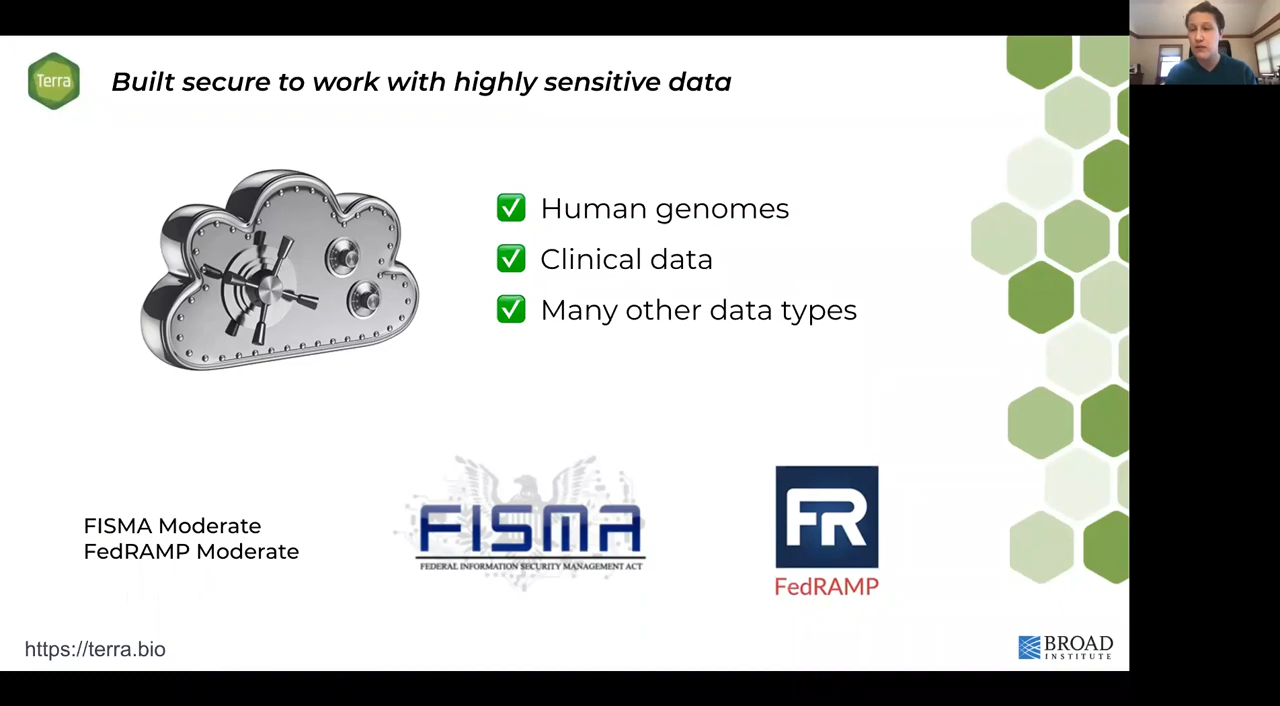 Terra
Built secure to work with highly sensitive data
Human genomes
Clinical data
Many other data types
FISMA Moderate
FedRAMP Moderate
FISMA
FEDERAL INFORMATION SECURITY MANAGEMENT ACT
FR
FedRAMP
https://terra.bio
BROAD
INSTITUTE